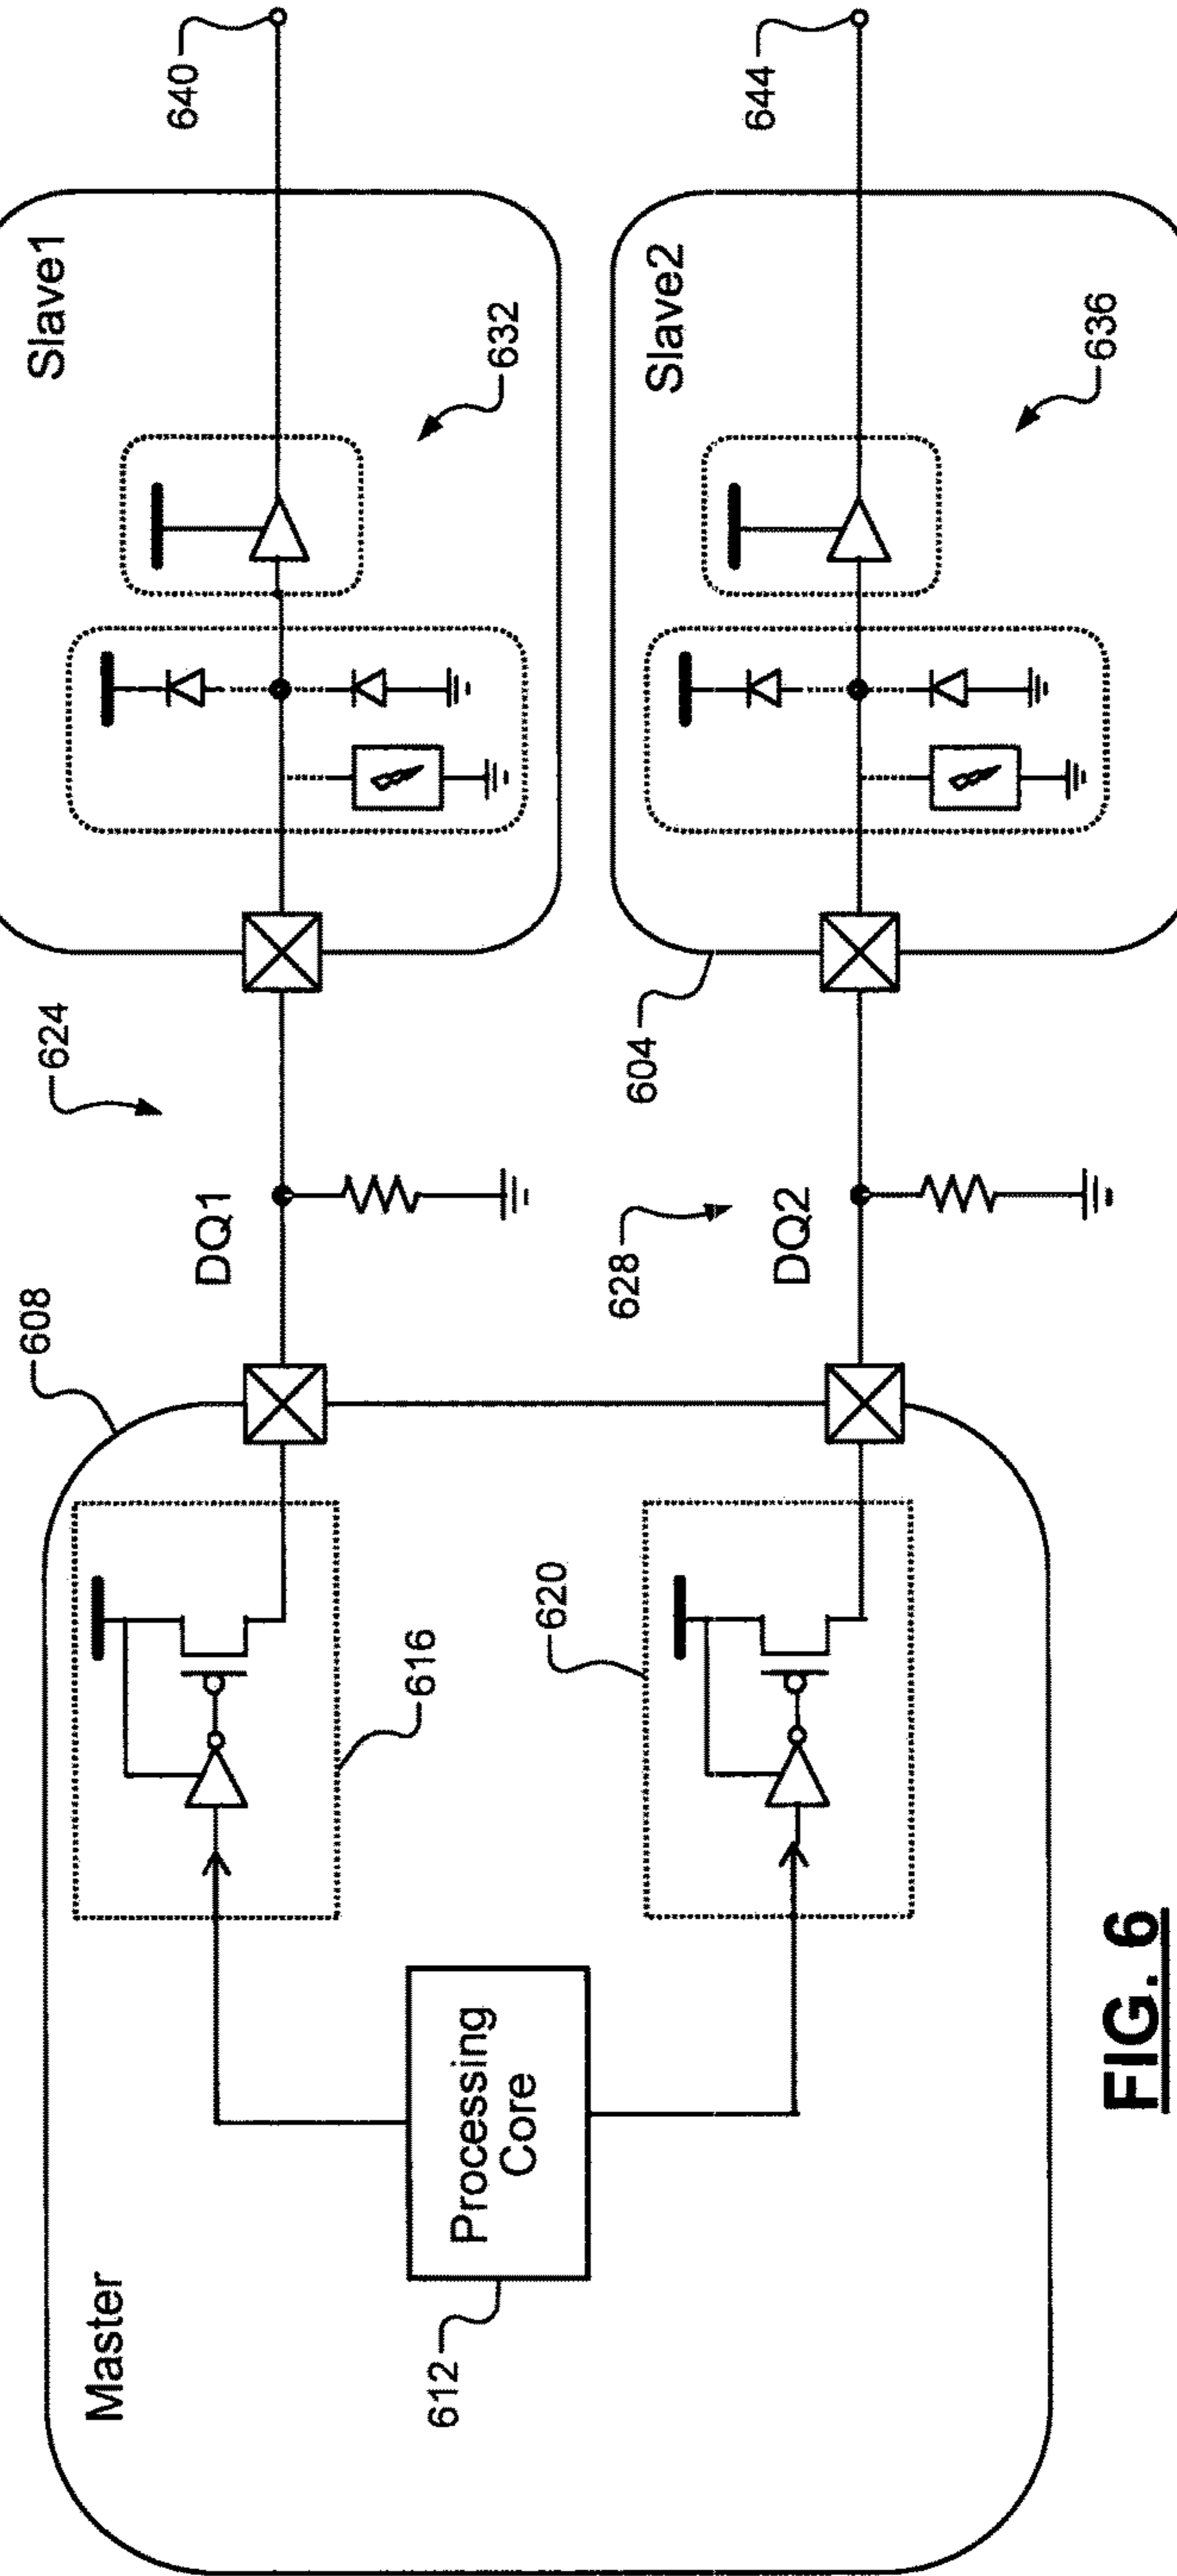 Master
612
Processing
Core
616
620
608
DQ1
624
628
DQ2
604
Slave1
632
640
Slave2
636
644
FIG. 6